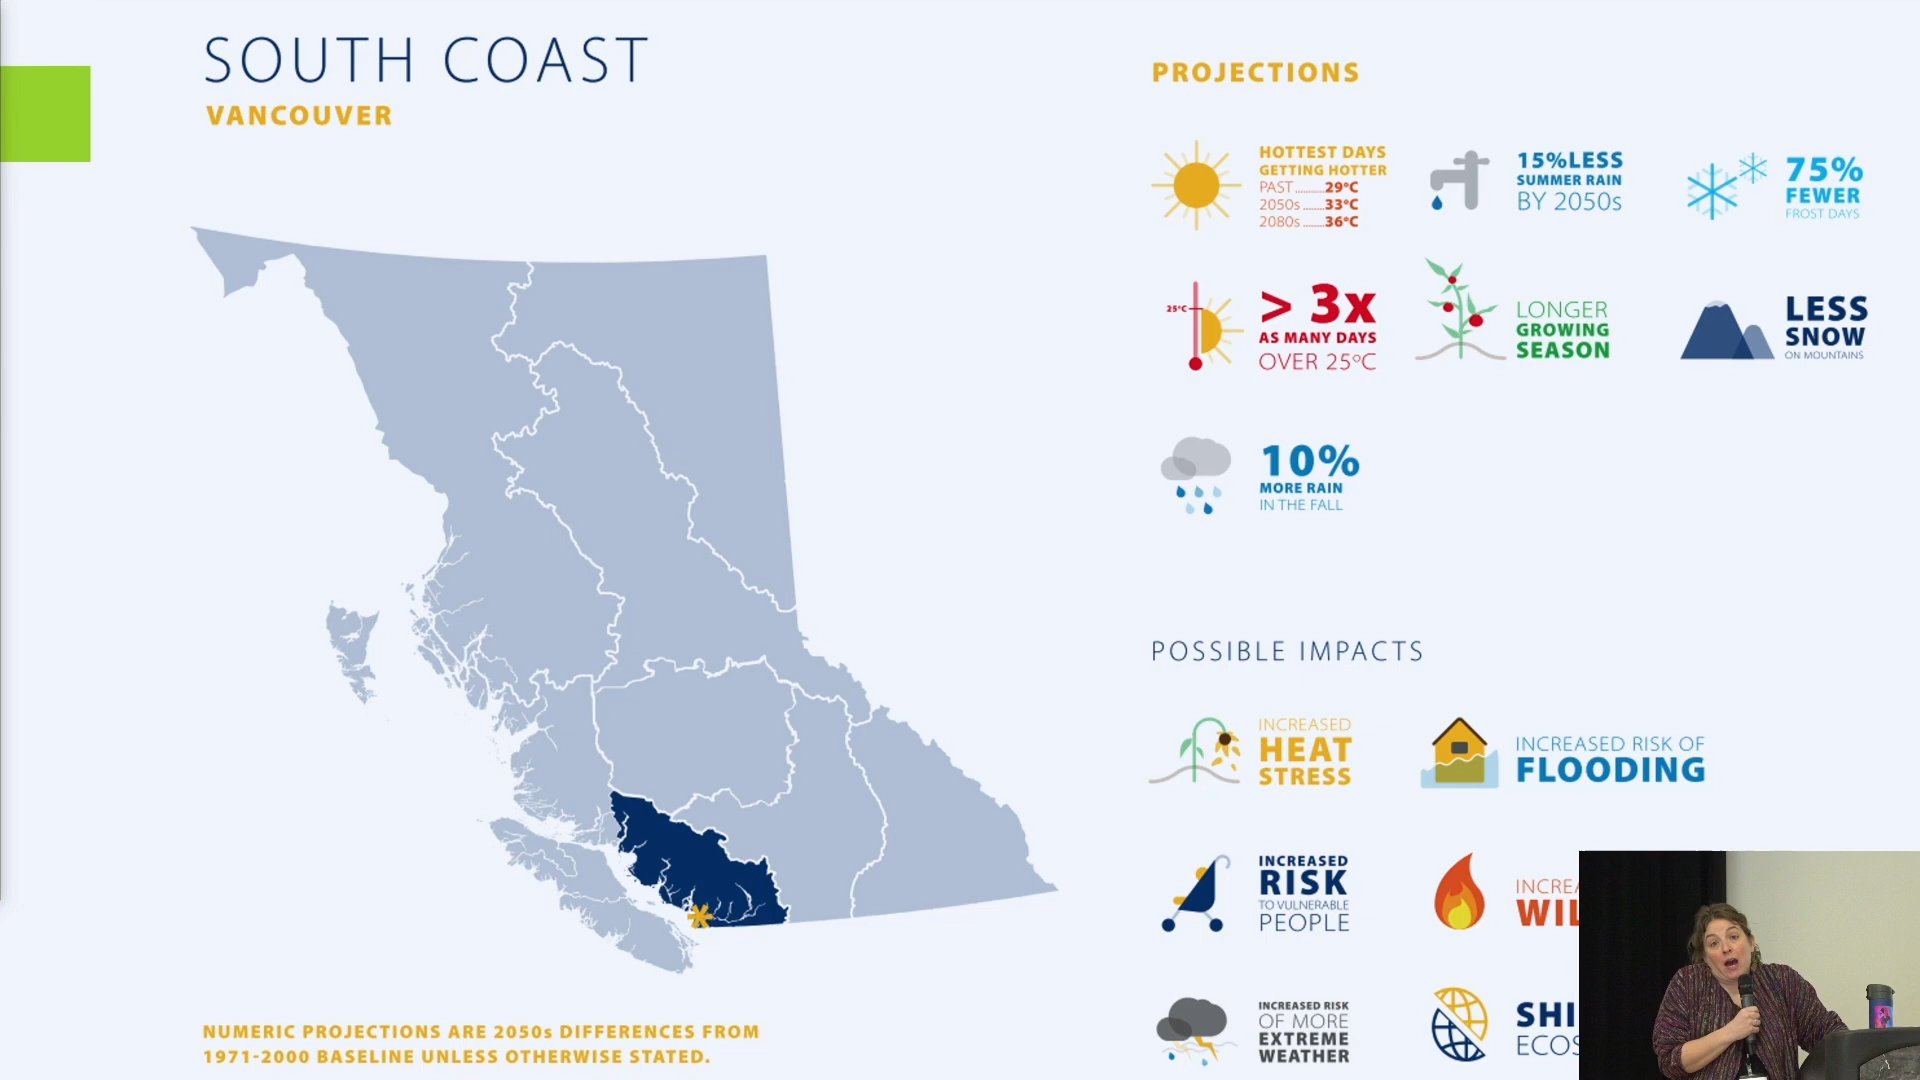 SOUTH COAST
VANCOUVER
PROJECTIONS
HOTTEST DAYS
GETTING HOTTER
PAST.........29°C
2050s ......33°C
2080s ......36°C
15%LESS
SUMMER RAIN
BY 2050s
75%
FEWER
FROST DAYS
25°C
> 3x
AS MANY DAYS
OVER 25°C
LONGER
GROWING
SEASON
LESS
SNOW
ON MOUNTAINS
10%
MORE RAIN
IN THE FALL
POSSIBLE IMPACTS
INCREASED
HEAT
STRESS
INCREASED RISK OF
FLOODING
INCREASED
RISK
TO VULNERABLE
PEOPLE
INCREASED RISK
OF MORE
EXTREME
WEATHER
NUMERIC PROJECTIONS ARE 2050s DIFFERENCES FROM
1971-2000 BASELINE UNLESS OTHERWISE STATED.